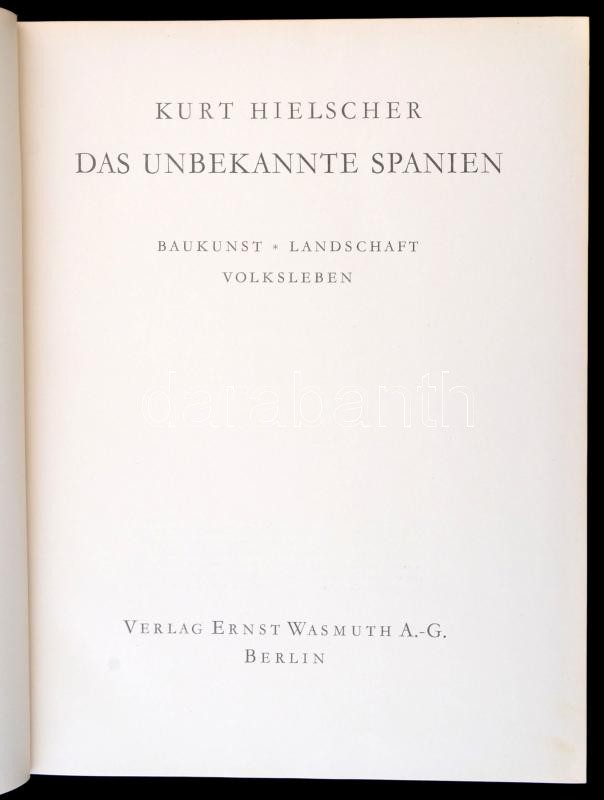 KURT HIELSCHER
DAS UNBEKANNTE SPANIEN
BAUKUNST * LANDSCHAFT
VOLKSLEBEN
darabanth
VERLAG ERNST WASMUTH A.-G.
BERLIN